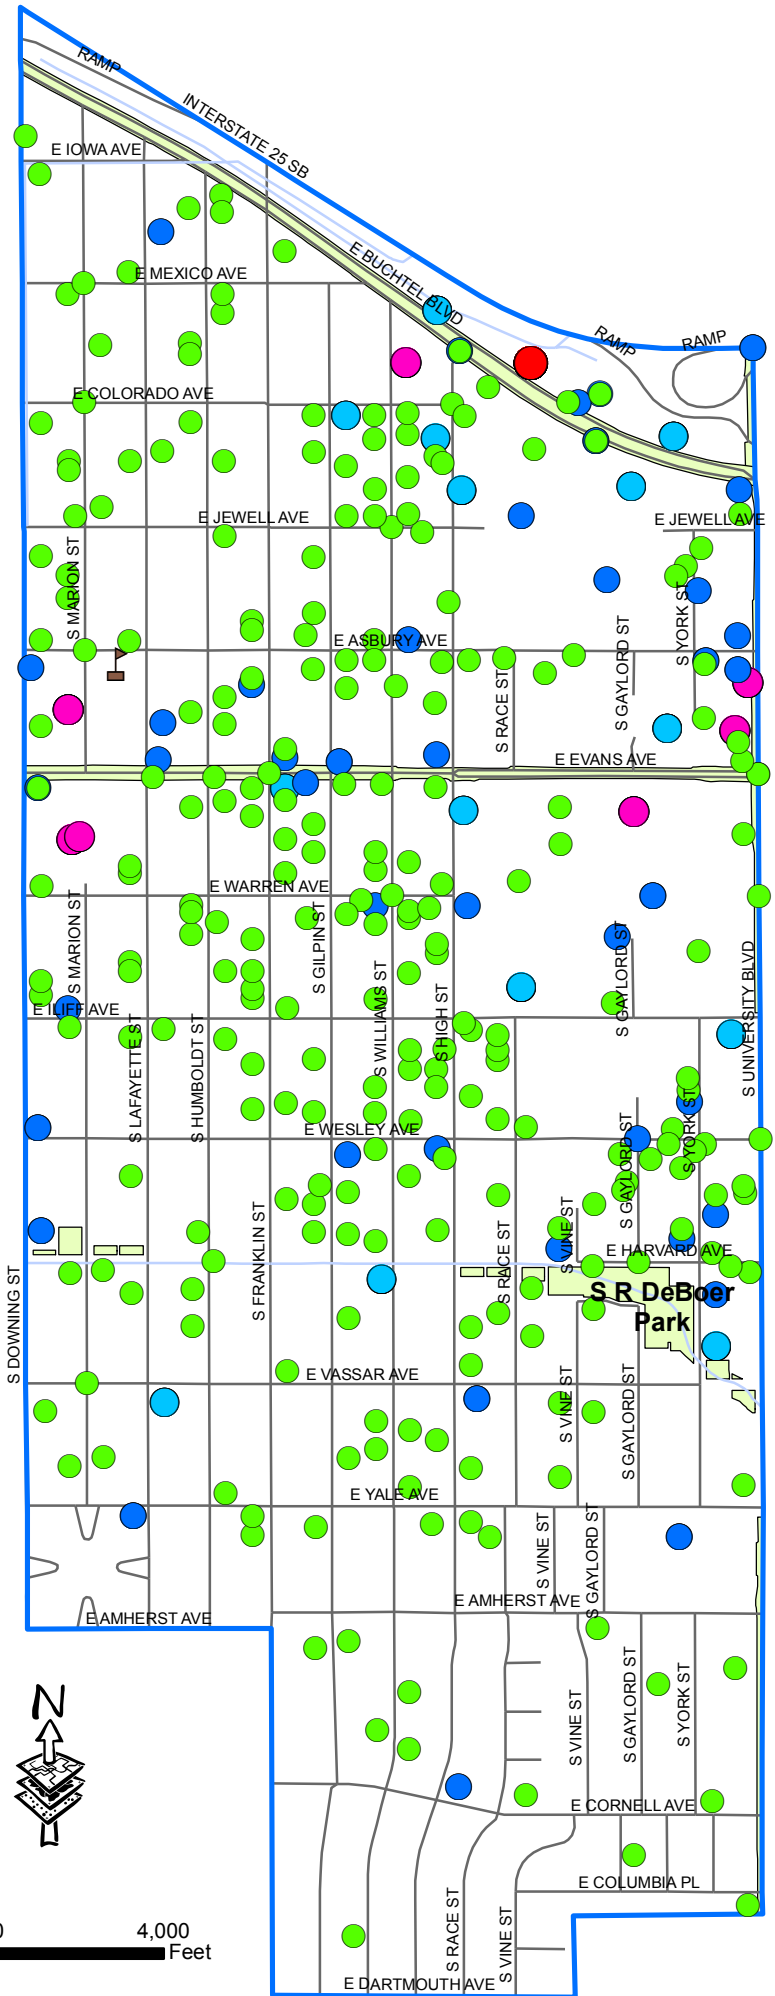 RAMP
INTERSTATE 25 SB
E IOWA AVE
E BUCHTEL BLVD
E MEXICO AVE
RAMP
RAMP
E COLORADO AVE
E JEWELL AVE
E JEWELL AVE
S MARION ST
S YORK ST
E ASBURY AVE
S GAYLORD ST
S RACE ST
E EVANS AVE
E WARREN AVE
S MARION ST
S GILPIN ST
S WILLIAMS ST
S HIGH ST
S GAYLORD ST
S UNIVERSITY BLVD
E ILIFF AVE
S LAFAYETTE ST
S HUMBOLDT ST
E WESLEY AVE
S GAYLORD ST
S YORK ST
S FRANKLIN ST
S RACE ST
S VINE ST
E HARVARD AVE
S DOWNING ST
S R DeBoer
Park
E VASSAR AVE
S VINE ST
S GAYLORD ST
E YALE AVE
S VINE ST
S GAYLORD ST
E AMHERST AVE
E AMHERST AVE
S VINE ST
S GAYLORD ST
S YORK ST
N
E CORNELL AVE
E COLUMBIA PL
S RACE ST
S VINE ST
0
4,000
Feet
E DARTMOUTH AVE